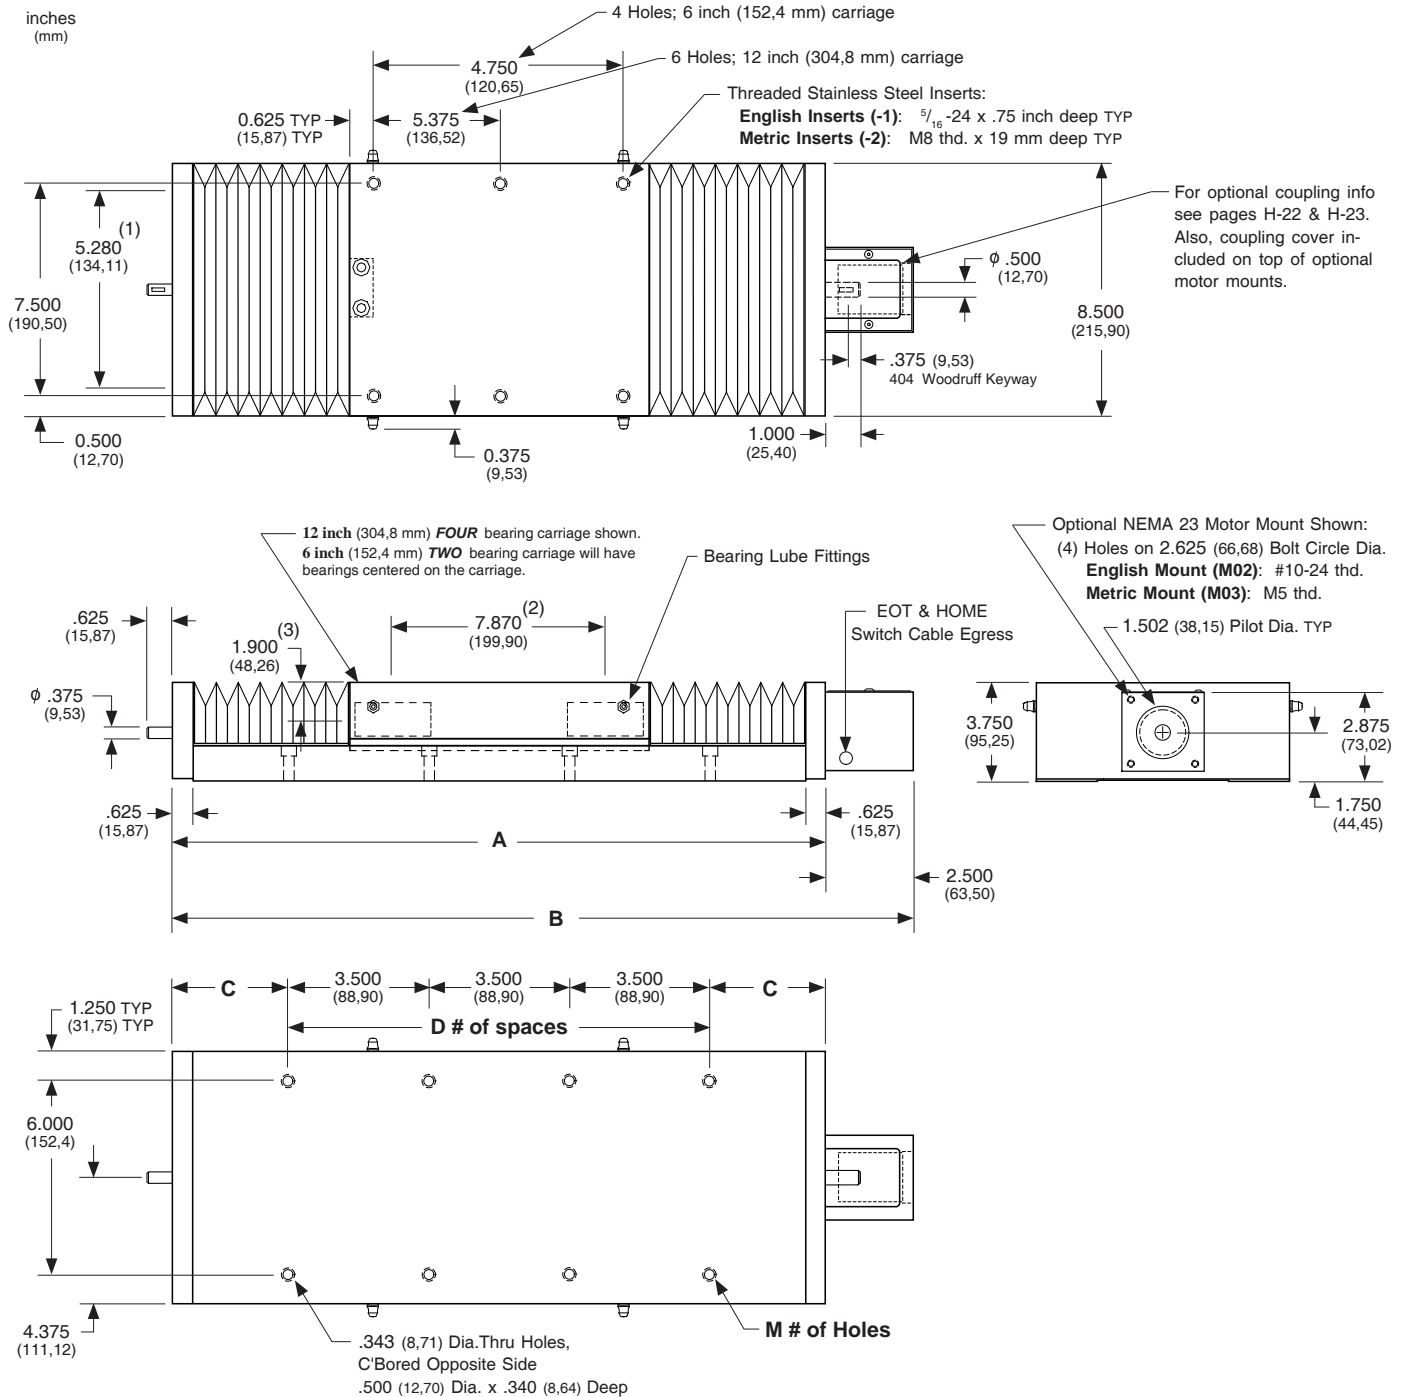 inches
(mm)
4 Holes; 6 inch (152,4 mm) carriage
4.750
(120,65)
6 Holes; 12 inch (304,8 mm) carriage
0.625 TYP
(15,87) TYP
5.375
(136,52)
Threaded Stainless Steel Inserts:
English Inserts (-1): 5/16 -24 x .75 inch deep TYP
Metric Inserts (-2): M8 thd. x 19 mm deep TYP
For optional coupling info
see pages H-22 & H-23.
Also, coupling cover in-
cluded on top of optional
motor mounts.
5.280 (1)
(134,11)
7.500
(190,50)
ϕ .500
(12,70)
8.500
(215,90)
.375 (9,53)
404 Woodruff Keyway
0.500
(12,70)
0.375
(9,53)
1.000
(25,40)
12 inch (304,8 mm) FOUR bearing carriage shown.
6 inch (152,4 mm) TWO bearing carriage will have
bearings centered on the carriage.
Bearing Lube Fittings
Optional NEMA 23 Motor Mount Shown:
(4) Holes on 2.625 (66,68) Bolt Circle Dia.
English Mount (M02): #10-24 thd.
Metric Mount (M03): M5 thd.
1.502 (38,15) Pilot Dia. TYP
EOT & HOME
Switch Cable Egress
.625
(15,87)
1.900 (3)
(48,26)
7.870 (2)
(199,90)
ϕ .375
(9,53)
3.750
(95,25)
2.875
(73,02)
1.750
(44,45)
.625
(15,87)
A
.625
(15,87)
2.500
(63,50)
B
C
3.500
(88,90)
3.500
(88,90)
3.500
(88,90)
C
1.250 TYP
(31,75) TYP
D # of spaces
6.000
(152,4)
4.375
(111,12)
M # of Holes
.343 (8,71) Dia.Thru Holes,
C'Bored Opposite Side
.500 (12,70) Dia. x .340 (8,64) Deep